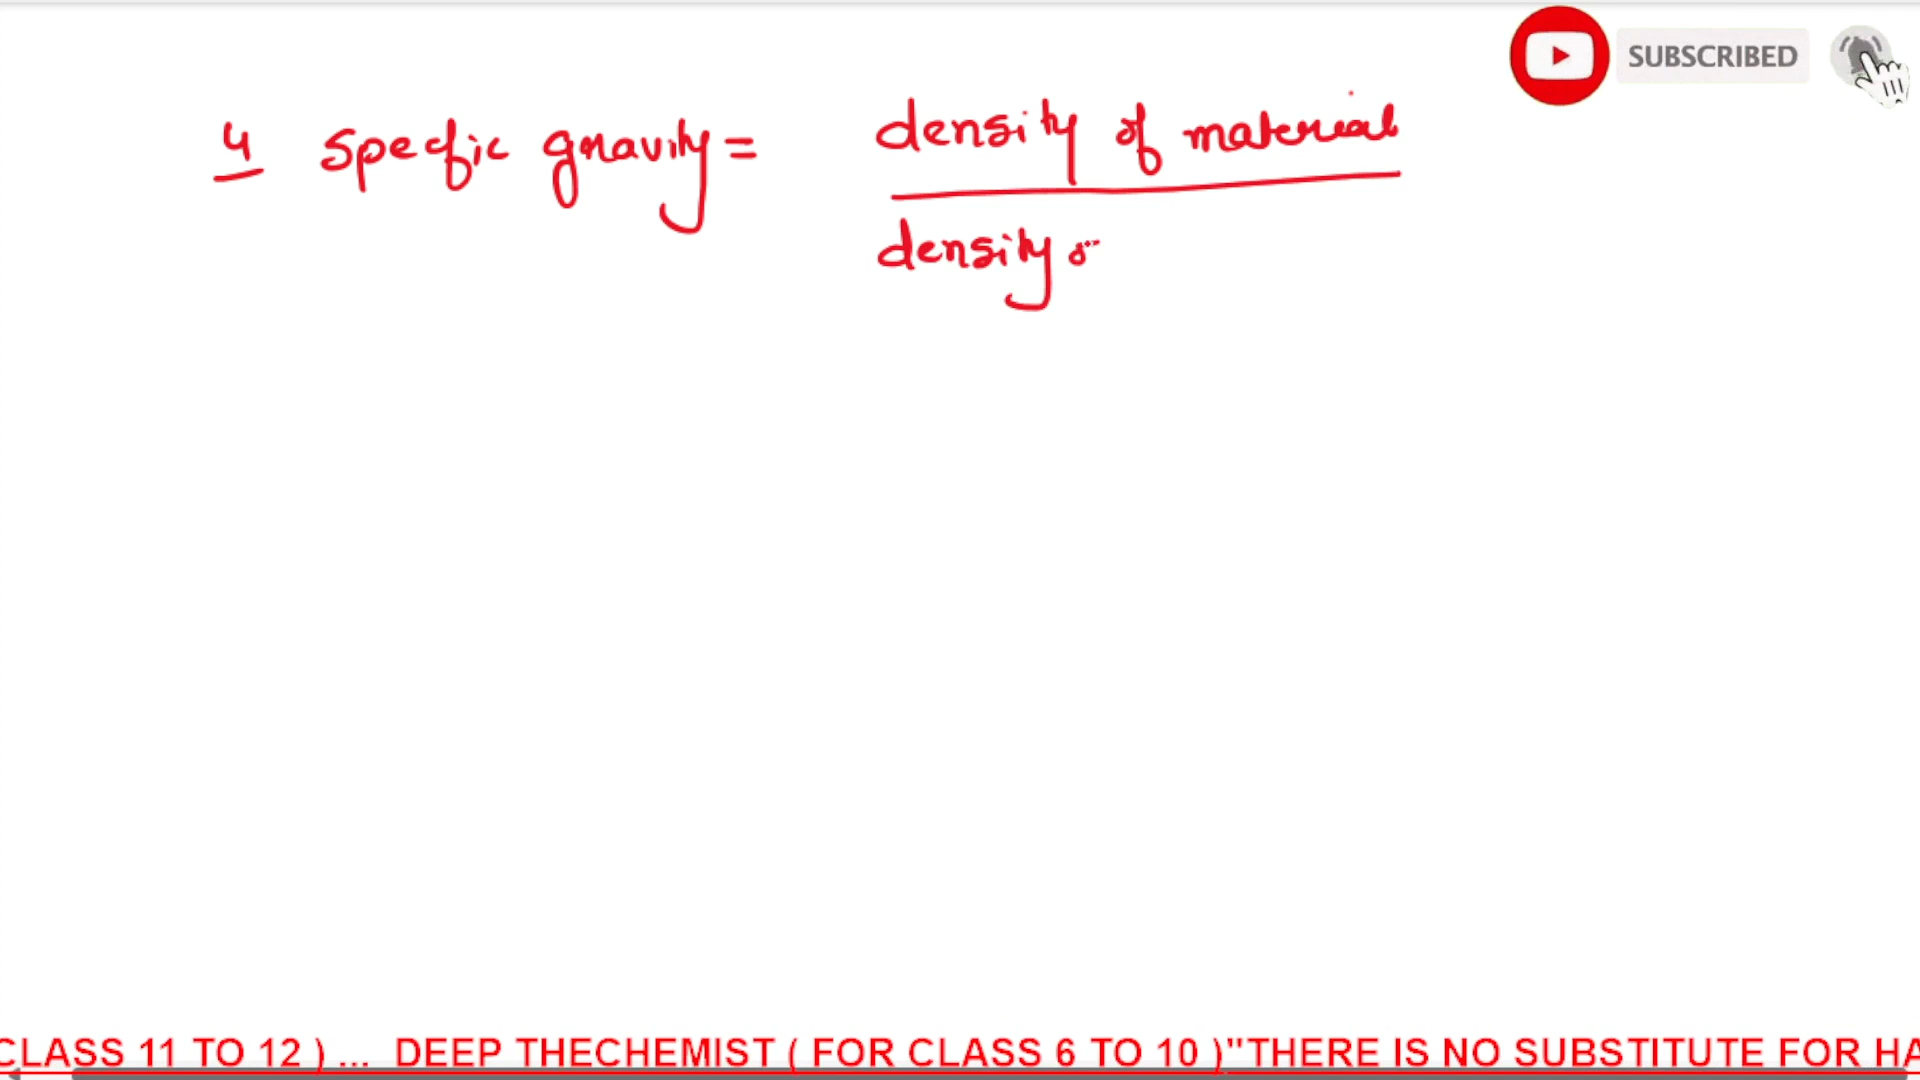 SUBSCRIBED
4 specific gravity = density of material
density o
CLASS 11 TO 12 ) ... DEEP THECHEMIST ( FOR CLASS 6 TO 10 )"THERE IS NO SUBSTITUTE FOR HA